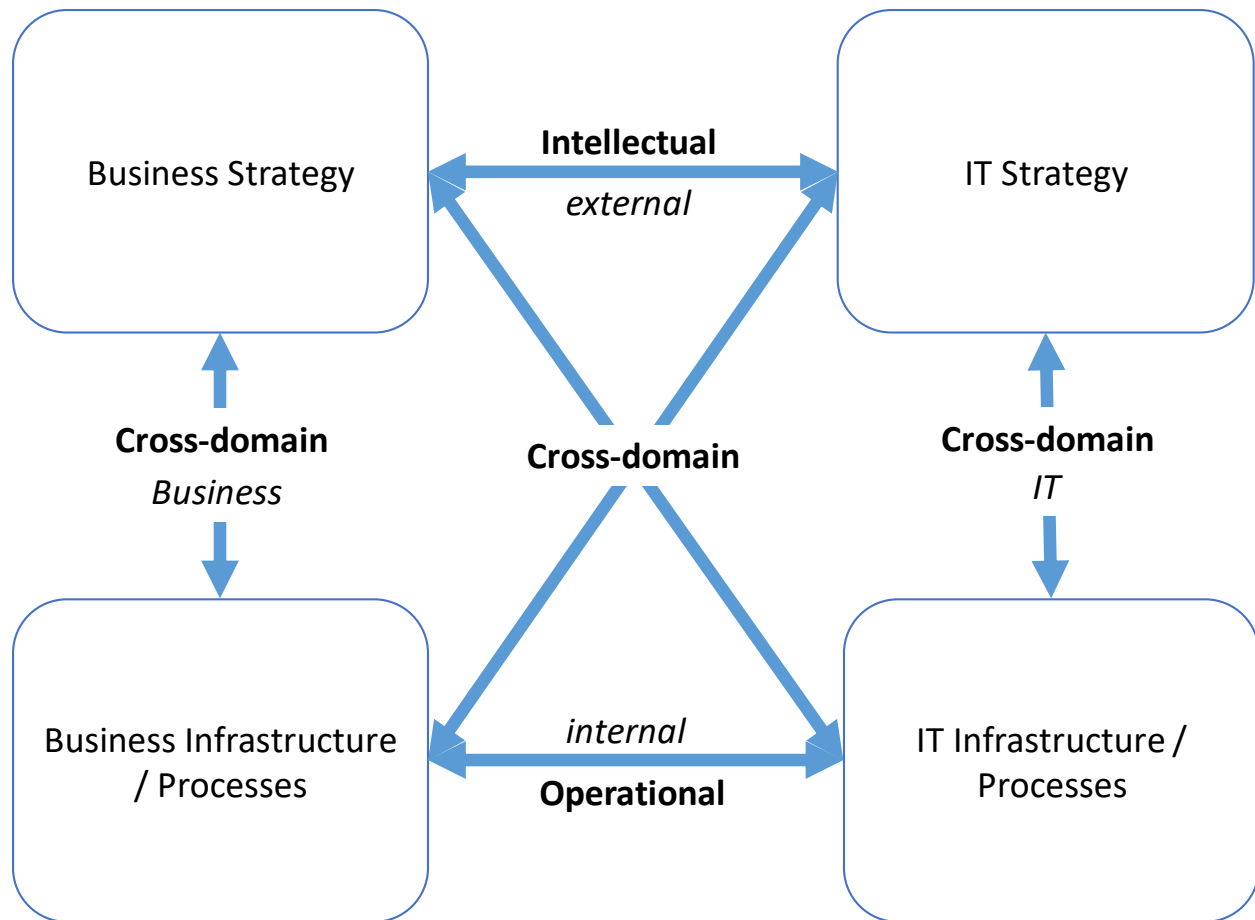 Business Strategy
Intellectual
external
IT Strategy
Cross-domain
Business
Cross-domain
Cross-domain
IT
Business Infrastructure
/ Processes
internal
Operational
IT Infrastructure /
Processes